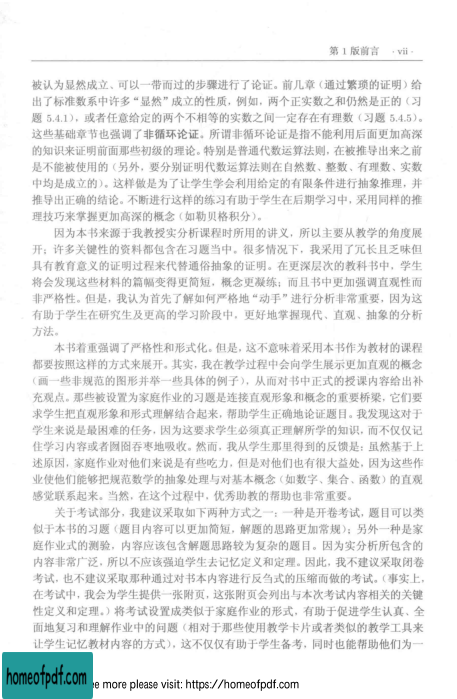 第 1 版前言 · vii ·
被认为显然成立、可以一带而过的步骤进行了论证。前几章（通过繁琐的证明）给
出了标准数系中许多“显然”成立的性质，例如，两个正实数之和仍然是正的（习
题 5.4.1），或者任意给定的两个不相等的实数之间一定存在有理数（习题 5.4.5）。
这些基础章节也强调了非循环论证。所谓非循环论证是指不能利用后面更加高深
的知识来证明前面那些初级的理论。特别是普通代数运算法则，在被推导出来之前
是不能被使用的（另外，要分别证明代数运算法则在自然数、整数、有理数、实数
中均是成立的）。这样做是为了让学生学会利用给定的有限条件进行抽象推理，并
推导出正确的结论。不断进行这样的练习有助于学生在后期学习中，采用同样的推
理技巧来掌握更加高深的概念（如勒贝格积分）。
因为本书来源于我教授实分析课程时所用的讲义，所以主要从教学的角度展
开；许多关键性的资料都包含在习题当中。很多情况下，我采用了冗长且乏味但
具有教育意义的证明过程来代替通俗抽象的证明。在更深层次的教科书中，学生
将会发现这些材料的篇幅变得更简短，概念更凝练；而且书中更加强调直观性而
非严格性。但是，我认为首先了解如何严格地“动手”进行分析非常重要，因为这
有助于学生在研究生及更高的学习阶段中，更好地掌握现代、直观、抽象的分析
方法。
本书着重强调了严格性和形式化。但是，这不意味着采用本书作为教材的课程
都要按照这样的方式来展开。其实，我在教学过程中会向学生展示更加直观的概念
（画一些非规范的图形并举一些具体的例子），从而对书中正式的授课内容给出补
充观点。那些被设置为家庭作业的习题是连接直观形象和概念的重要桥梁，它们要
求学生把直观形象和形式理解结合起来，帮助学生正确地论证题目。我发现这对于
学生来说是最困难的任务，因为这要求学生必须真正理解所学的知识，而不仅仅记
住学习内容或者囫囵吞枣地吸收。然而，我从学生那里得到的反馈是：虽然基于上
述原因，家庭作业对他们来说是有些吃力，但是对他们也有很大益处，因为这些作
业使他们能够把规范数学的抽象处理与对基本概念（如数字、集合、函数）的直观
感觉联系起来。当然，在这个过程中，优秀助教的帮助也非常重要。
关于考试部分，我建议采取如下两种方式之一：一种是开卷考试，题目可以类
似于本书的习题（题目内容可以更加简短，解题的思路更加常规）；另外一种是家
庭作业式的测验，内容应该包含解题思路较为复杂的题目。因为实分析所包含的
内容非常广泛，所以不应该强迫学生去记忆定义和定理。因此，我不建议采取闭卷
考试，也不建议采取那种通过对书本内容进行反刍式的压缩而做的考试。（事实上，
在考试中，我会为学生提供一张附页，这张附页会列出与本次考试内容相关的关键
性定义和定理。）将考试设置成类似于家庭作业的形式，有助于促进学生认真、全
面地复习和理解作业中的问题（相对于那些使用教学卡片或者类似的教学工具来
让学生记忆教材内容的方式），这不仅仅有助于学生备考，同时也能帮助他们为一
homeofpdf.com
e more please visit: https://homeofpdf.com